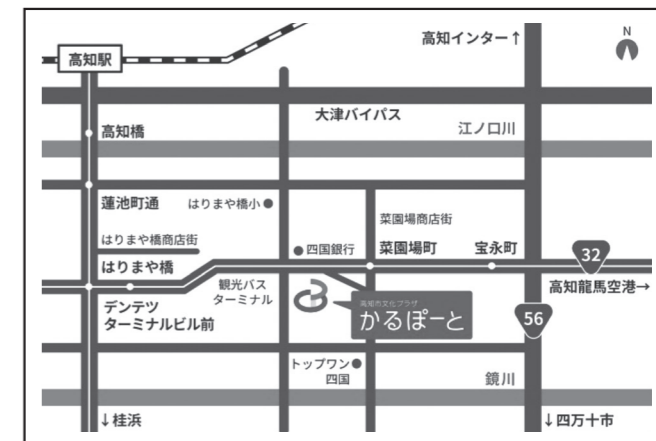 高知インター↑
N
高知駅
大津バイパス
高知橋
江ノ口川
蓮池町通
はりまや橋小
菜園場商店街
はりまや橋商店街
四国銀行
菜園場町
宝永町
32
はりまや橋
観光バス
ターミナル
高知龍馬空港→
デンテツ
ターミナルビル前
高知市文化プラザ
かるぽーと
56
トップワン
四国
鏡川
↓桂浜
↓四万十市